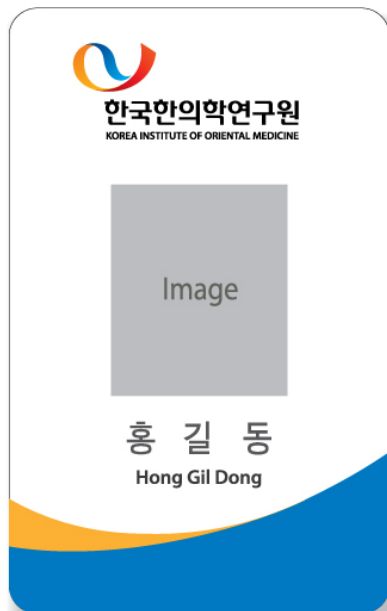 한국한의학연구원
KOREA INSTITUTE OF ORIENTAL MEDICINE
Image
홍 길 동
Hong Gil Dong